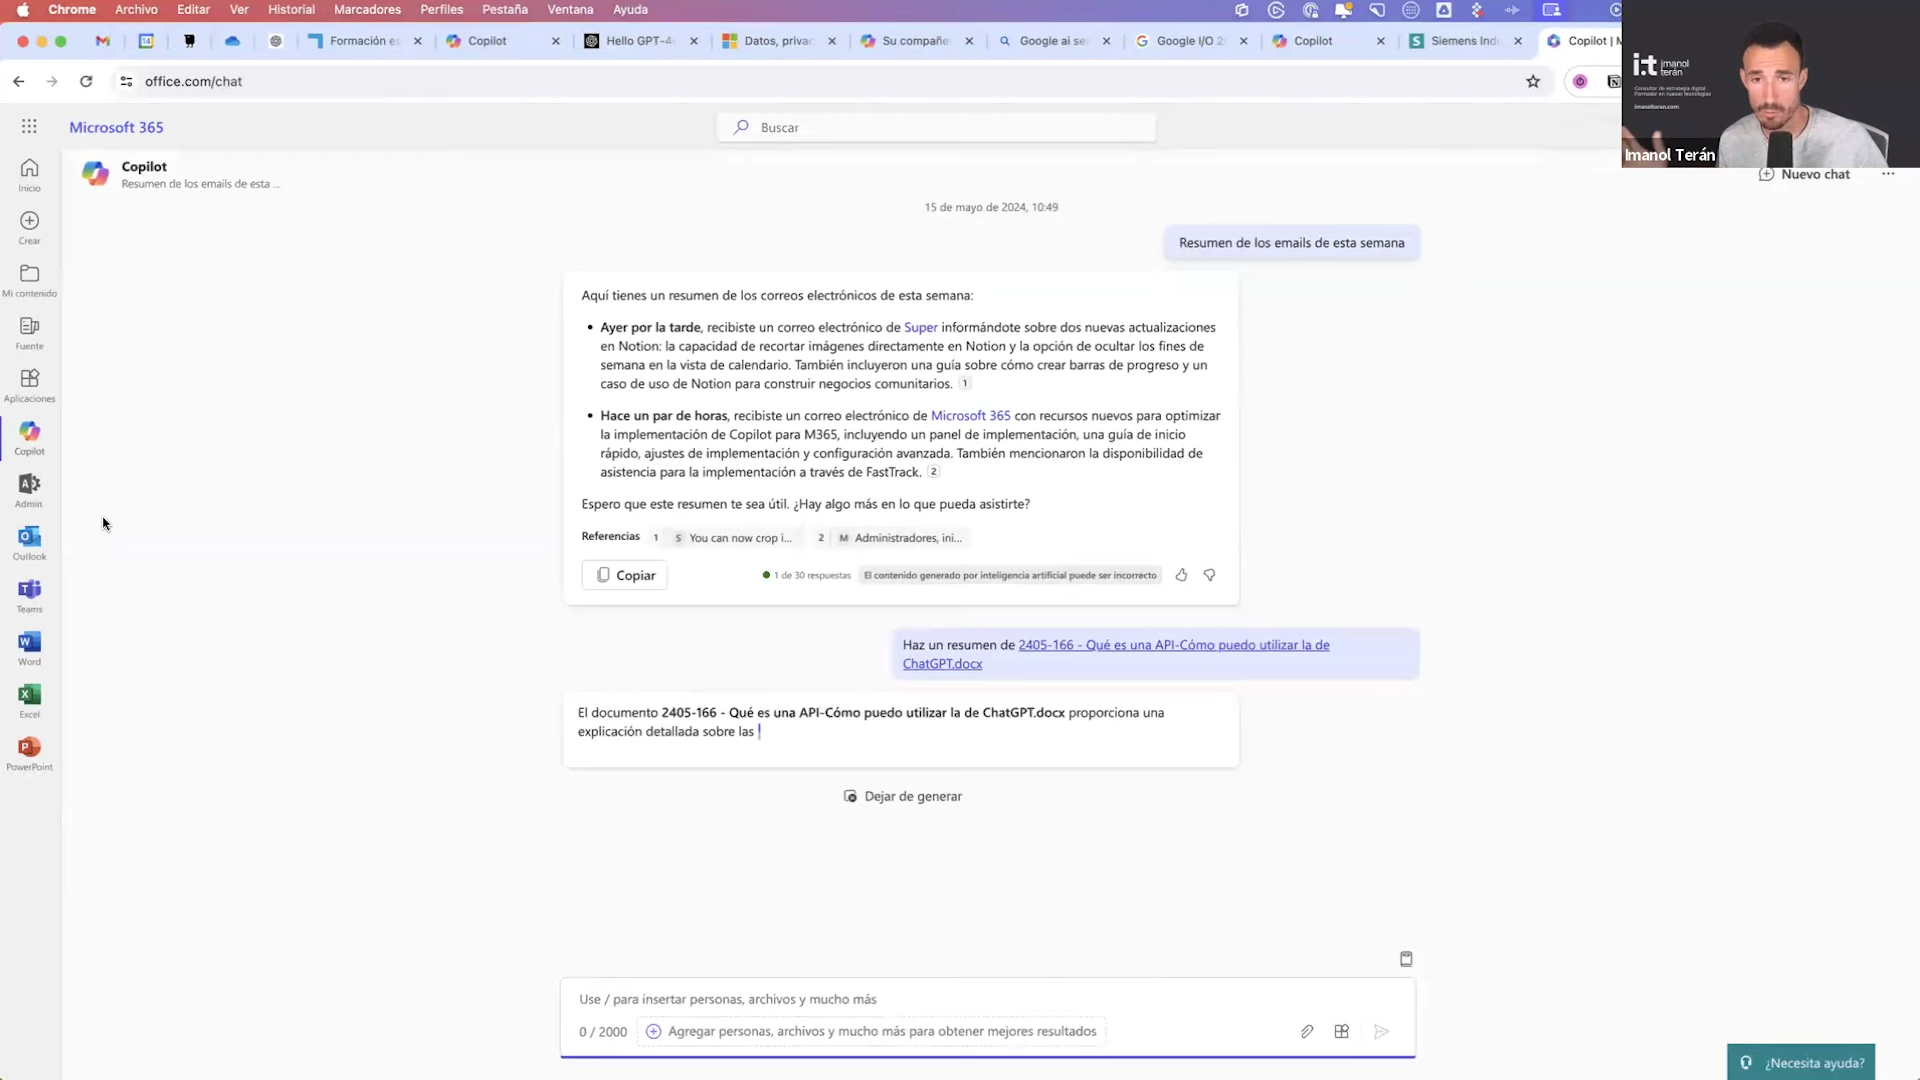 Chrome Archivo Editar Ver Historial Marcadores Perfiles Pestaña Ventana Ayuda
14 Formación es Copilot Hello GPT-4 Datos, priva Su compañe Google ai se Google I/O 2 Copilot Siemens Ind Copilot | M
office.com/chat
i.t imanol terán
Consultor de estrategia digital
Formador en nuevas tecnologías
imanolteran.com
Imanol Terán
Microsoft 365
Buscar
Copilot
Resumen de los emails de esta ...
Nuevo chat
Inicio
Crear
Mi contenido
Fuente
Aplicaciones
Copilot
Admin
Outlook
Teams
Word
Excel
PowerPoint
15 de mayo de 2024, 10:49
Resumen de los emails de esta semana
Aquí tienes un resumen de los correos electrónicos de esta semana:
• Ayer por la tarde, recibiste un correo electrónico de Super informándote sobre dos nuevas actualizaciones
en Notion: la capacidad de recortar imágenes directamente en Notion y la opción de ocultar los fines de
semana en la vista de calendario. También incluyeron una guía sobre cómo crear barras de progreso y un
caso de uso de Notion para construir negocios comunitarios. 1
• Hace un par de horas, recibiste un correo electrónico de Microsoft 365 con recursos nuevos para optimizar
la implementación de Copilot para M365, incluyendo un panel de implementación, una guía de inicio
rápido, ajustes de implementación y configuración avanzada. También mencionaron la disponibilidad de
asistencia para la implementación a través de FastTrack. 2
Espero que este resumen te sea útil. ¿Hay algo más en lo que pueda asistirte?
Referencias 1 S You can now crop i... 2 M Administradores, ini...
Copiar 1 de 30 respuestas El contenido generado por inteligencia artificial puede ser incorrecto
Haz un resumen de 2405-166 - Qué es una API-Cómo puedo utilizar la de
ChatGPT.docx
El documento 2405-166 - Qué es una API-Cómo puedo utilizar la de ChatGPT.docx proporciona una
explicación detallada sobre las
Dejar de generar
Use / para insertar personas, archivos y mucho más
0 / 2000 Agregar personas, archivos y mucho más para obtener mejores resultados
¿Necesita ayuda?